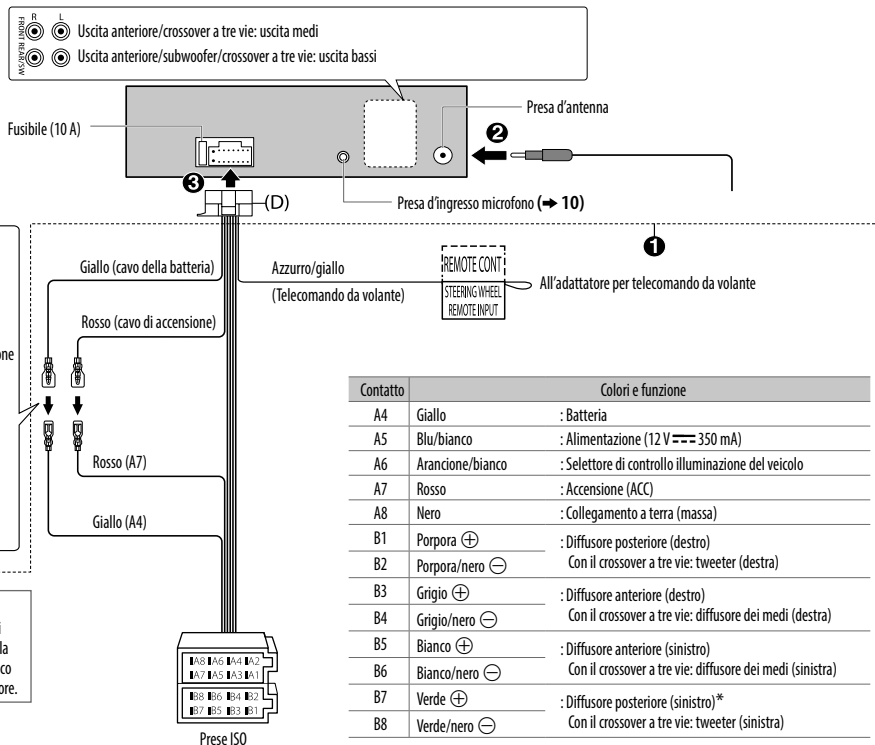 R L
FRONT REAR/SW
Uscita anteriore/crossover a tre vie: uscita medi
Uscita anteriore/subwoofer/crossover a tre vie: uscita bassi
Presa d'antenna
Fusibile (10 A)
2
3
(D)
Presa d'ingresso microfono (➜ 10)
1
Giallo (cavo della batteria)
Azzurro/giallo
(Telecomando da volante)
REMOTE CONT
STEERING WHEEL
REMOTE INPUT
All'adattatore per telecomando da volante
Rosso (cavo di accensione)
one
Rosso (A7)
Giallo (A4)
Contatto Colori e funzione
A4 Giallo : Batteria
A5 Blu/bianco : Alimentazione (12 V ⎓ 350 mA)
A6 Arancione/bianco : Selettore di controllo illuminazione del veicolo
A7 Rosso : Accensione (ACC)
A8 Nero : Collegamento a terra (massa)
B1 Porpora ⊕ : Diffusore posteriore (destro)
B2 Porpora/nero ⊖ Con il crossover a tre vie: tweeter (destra)
B3 Grigio ⊕ : Diffusore anteriore (destro)
B4 Grigio/nero ⊖ Con il crossover a tre vie: diffusore dei medi (destra)
B5 Bianco ⊕ : Diffusore anteriore (sinistro)
B6 Bianco/nero ⊖ Con il crossover a tre vie: diffusore dei medi (sinistra)
B7 Verde ⊕ : Diffusore posteriore (sinistro)*
B8 Verde/nero ⊖ Con il crossover a tre vie: tweeter (sinistra)
i
la
co
ore.
A8 A6 A4 A2
A7 A5 A3 A1
B8 B6 B4 B2
B7 B5 B3 B1
Prese ISO